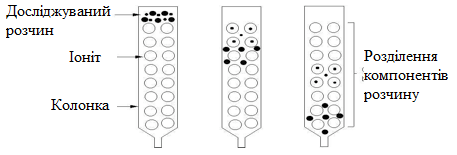 Досліджуваний
розчин
Іоніт
Колонка
Розділення
компонентів
розчину